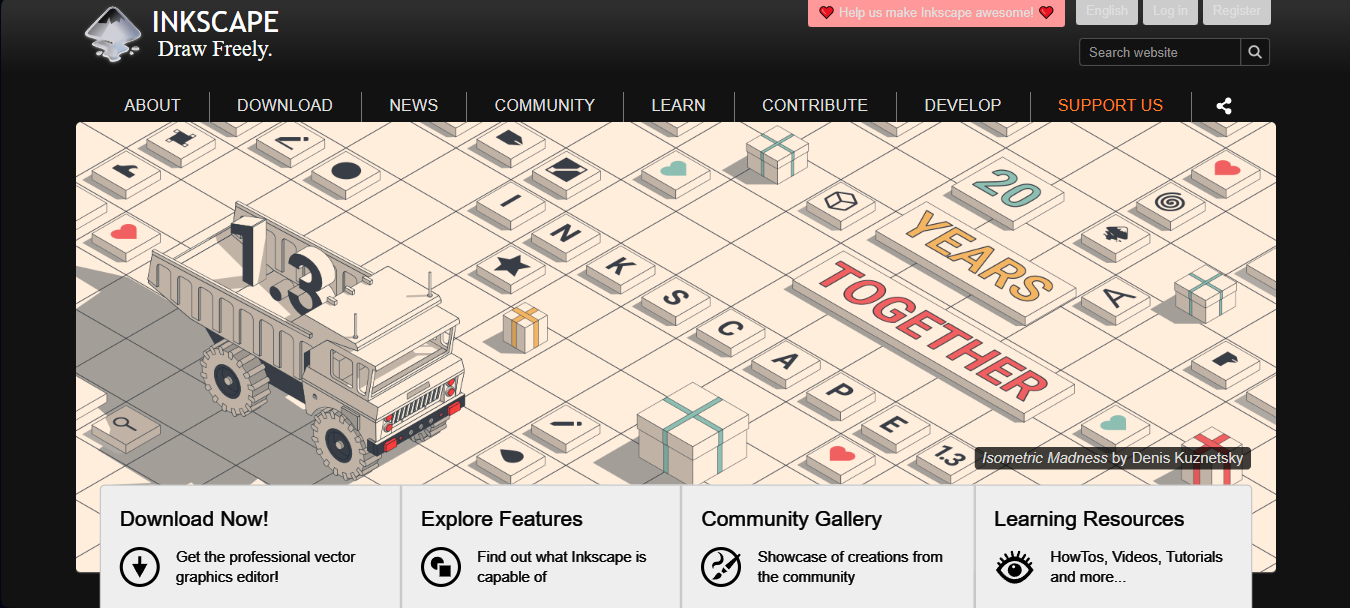 INKSCAPE
Draw Freely.
Help us make Inkscape awesome!
English
Log in
Register
Search website
ABOUT
DOWNLOAD
NEWS
COMMUNITY
LEARN
CONTRIBUTE
DEVELOP
SUPPORT US
1.3
20
YEARS
TOGETHER
A
I
N
K
S
C
A
P
E
1.3
Isometric Madness by Denis Kuznetsky
Download Now!
Get the professional vector
graphics editor!
Explore Features
Find out what Inkscape is
capable of
Community Gallery
Showcase of creations from
the community
Learning Resources
HowTos, Videos, Tutorials
and more...